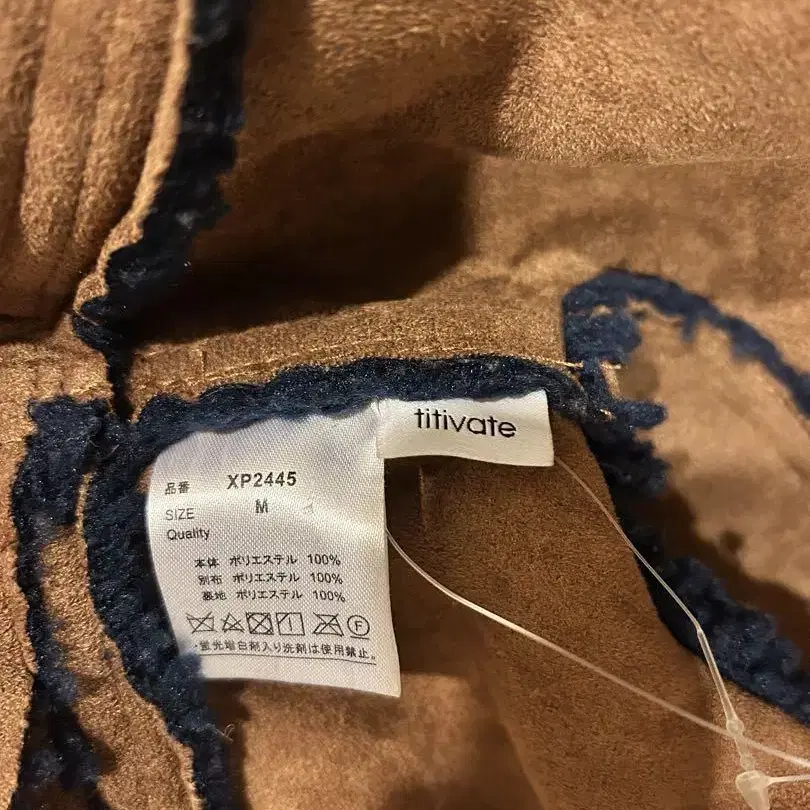 titivate
品番 XP2445
SIZE M
Quality
本体 ポリエステル 100%
別布 ポリエステル 100%
裏地 ポリエステル 100%
F
・蛍光増白剤入り洗剤は使用禁止。